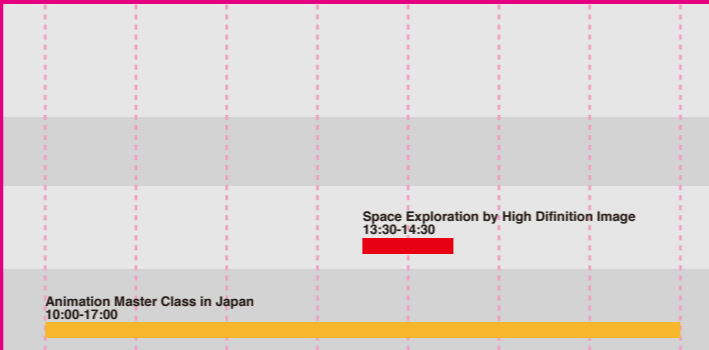 Space Exploration by High Difinition Image
13:30-14:30
Animation Master Class in Japan
10:00-17:00